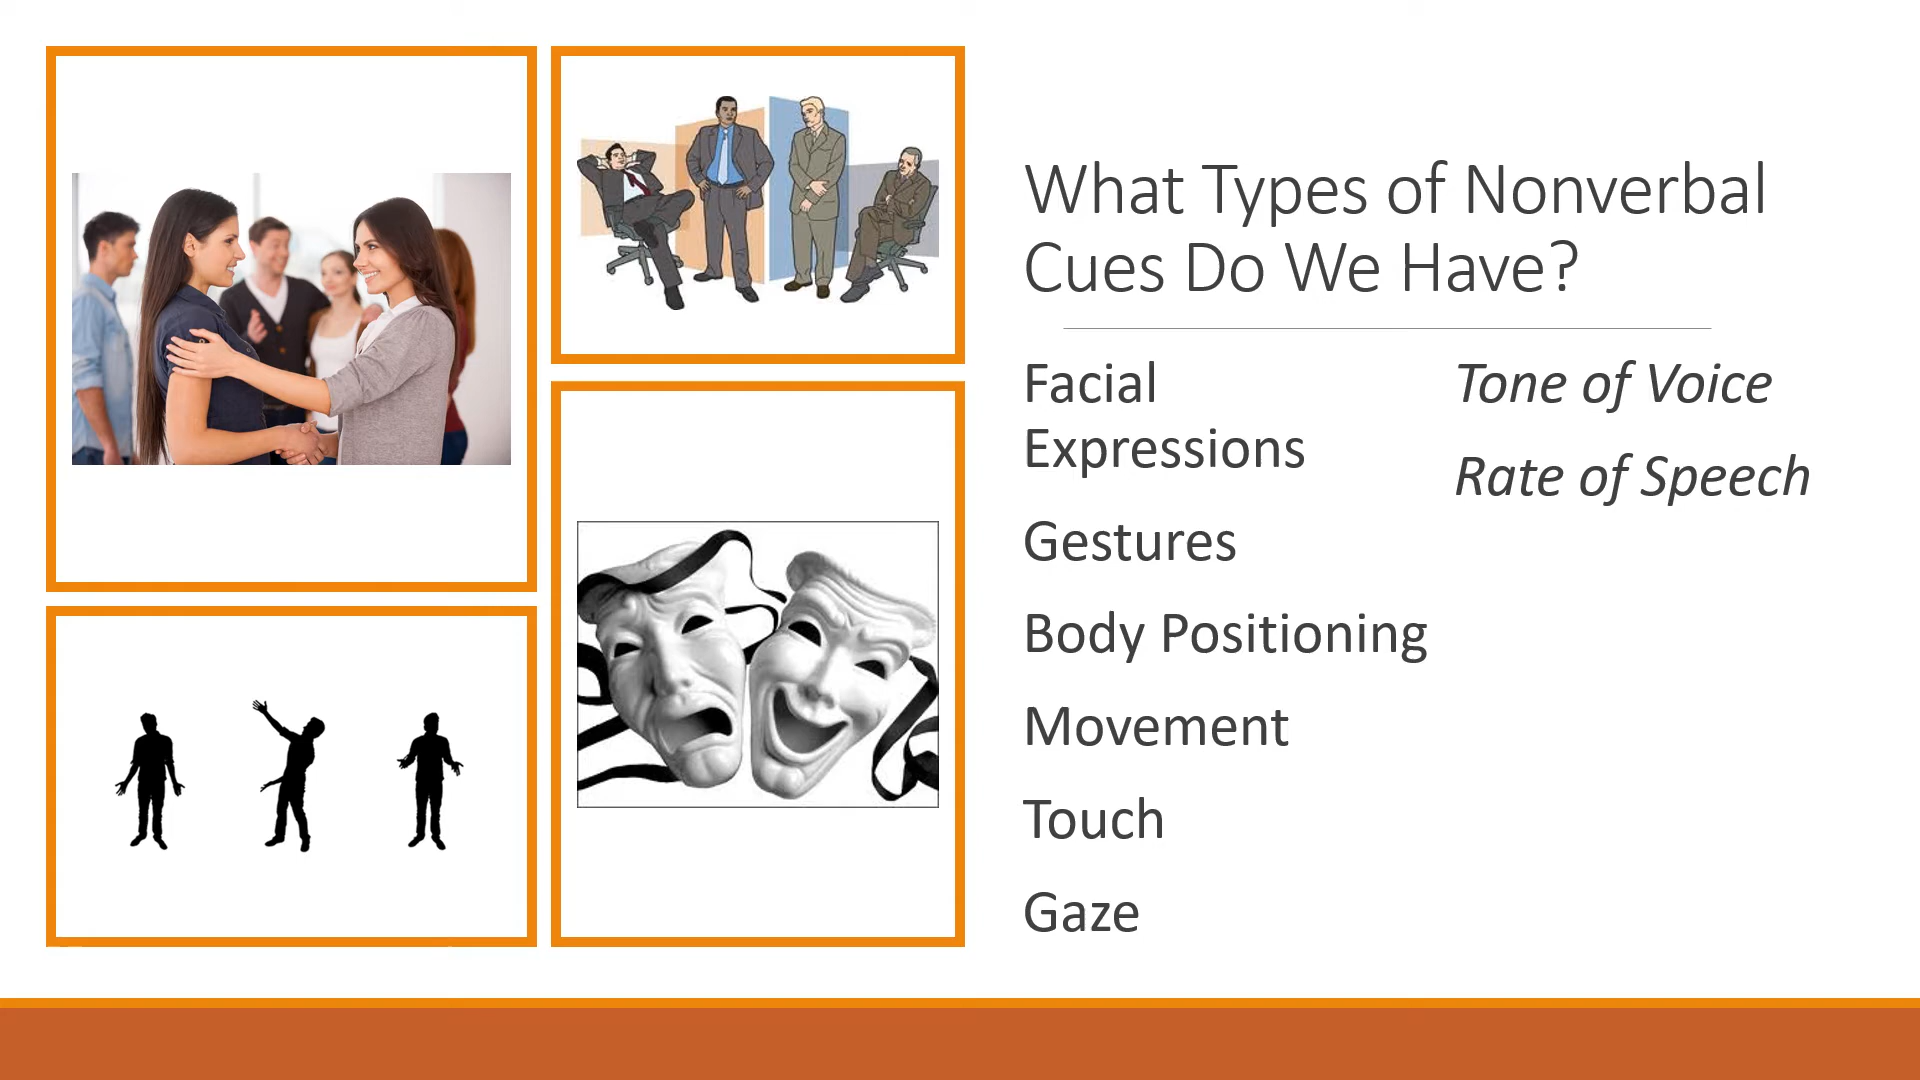 What Types of Nonverbal
Cues Do We Have?
Facial
Expressions
Gestures
Body Positioning
Movement
Touch
Gaze
Tone of Voice
Rate of Speech